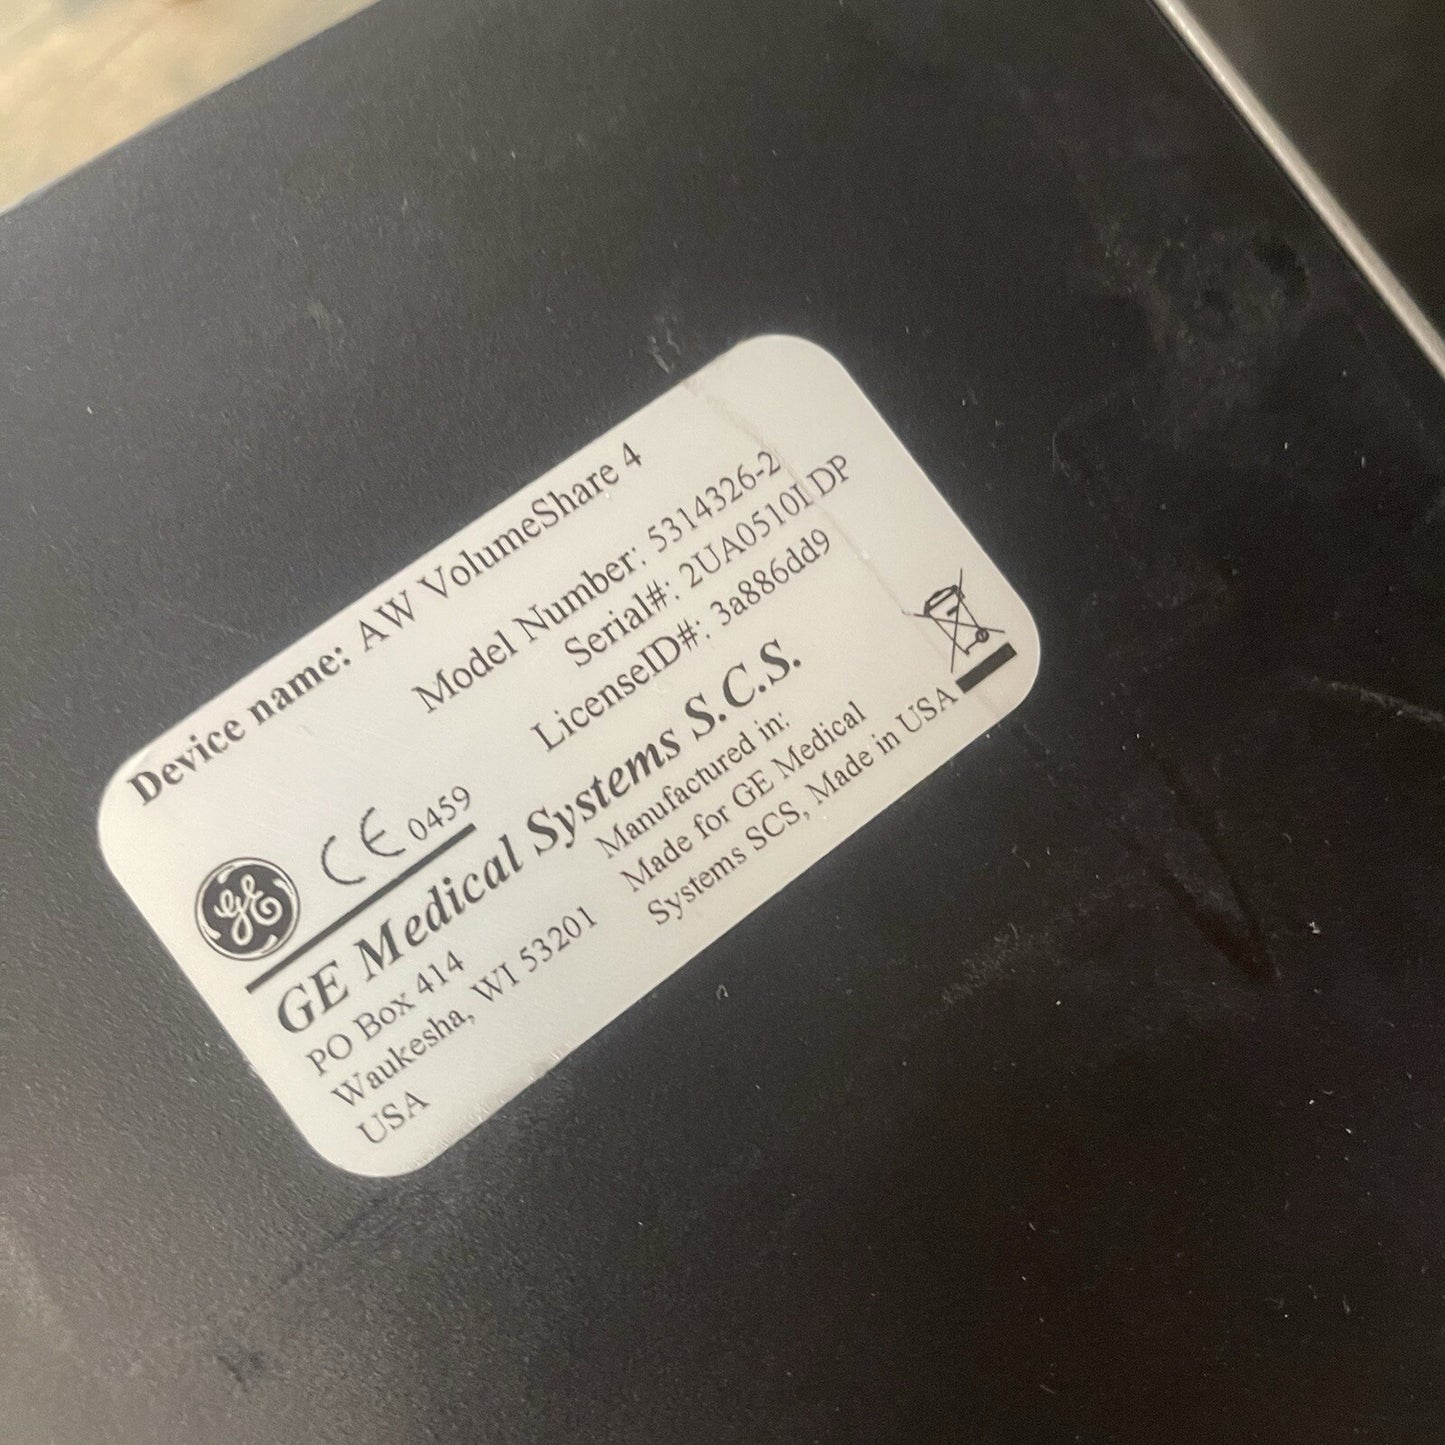 Device name: AW VolumeShare 4
Model Number: 5314326-2
Serial#: 2UA0510LDP
LicenseID#: 3a886dd9
GE
CE 0459
GE Medical Systems S.C.S.
PO Box 414
Waukesha, WI 53201
USA
Manufactured in:
Made for GE Medical
Systems SCS, Made in USA